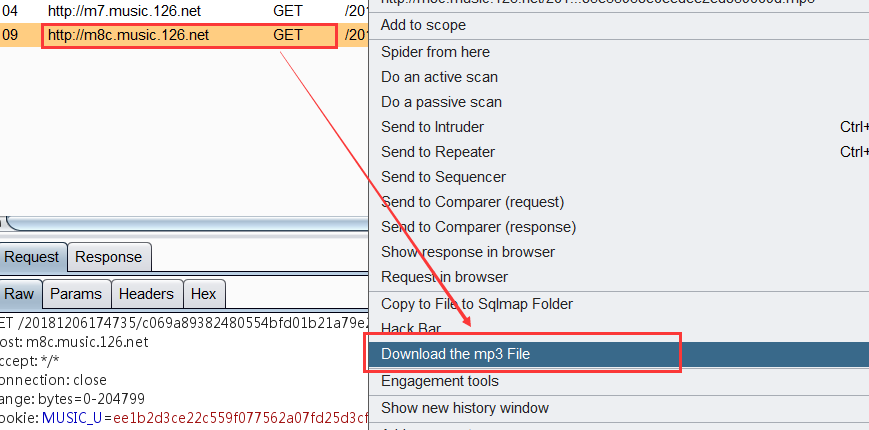 04 http://m7.music.126.net GET /201
09 http://m8c.music.126.net GET /201
Add to scope
Spider from here
Do an active scan
Do a passive scan
Send to Intruder Ctrl+
Send to Repeater Ctrl+
Send to Sequencer
Send to Comparer (request)
Send to Comparer (response)
Show response in browser
Request in browser
Copy to File to Sqlmap Folder
Hack Bar
Download the mp3 File
Engagement tools
Show new history window
Request Response
Raw Params Headers Hex
ET /20181206174735/c069a89382480554bfd01b21a79e2
ost: m8c.music.126.net
ccept: */*
onnection: close
ange: bytes=0-204799
ookie: MUSIC_U=ee1b2d3ce22c559f077562a07fd25d3cf